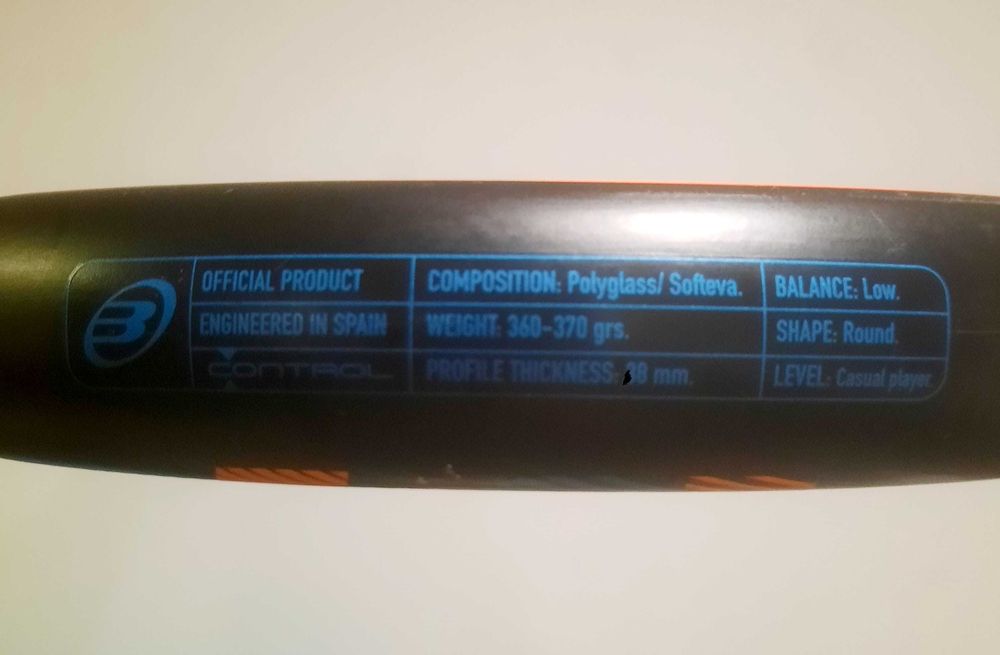 OFFICIAL PRODUCT
ENGINEERED IN SPAIN
CONTROL
COMPOSITION: Polyglass/ Softeva.
WEIGHT: 360-370 grs.
PROFILE THICKNESS: mm.
BALANCE: Low.
SHAPE: Round.
LEVEL: Casual player.